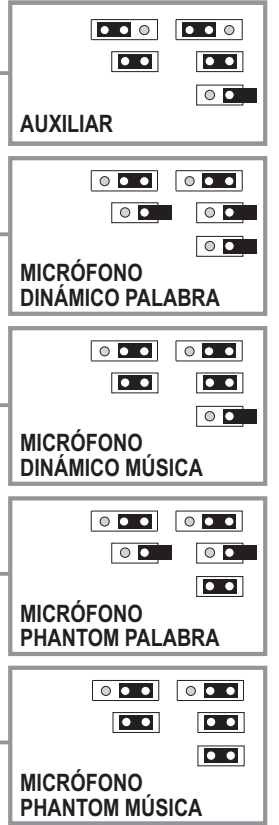 AUXILIAR
MICRÓFONO
DINÁMICO PALABRA
MICRÓFONO
DINÁMICO MÚSICA
MICRÓFONO
PHANTOM PALABRA
MICRÓFONO
PHANTOM MÚSICA